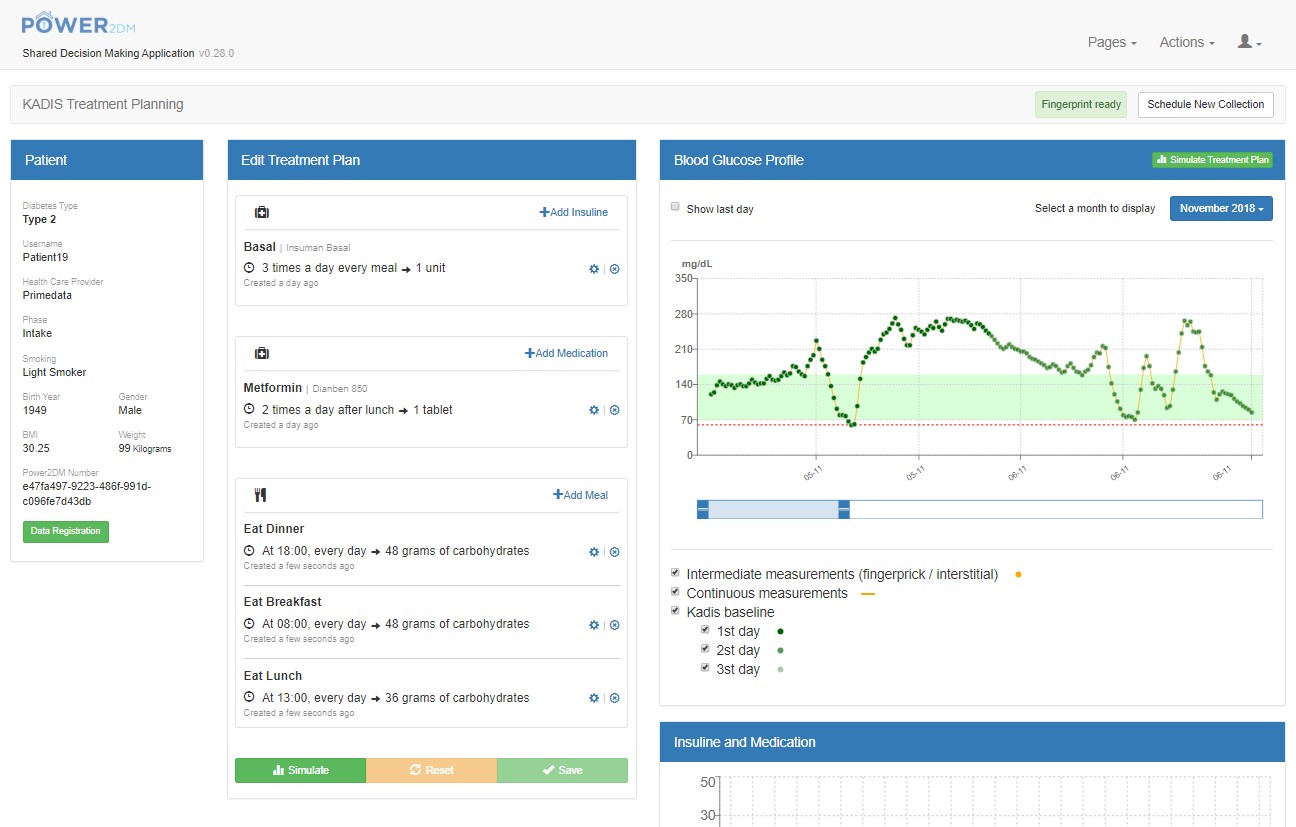 POWER2DM
Shared Decision Making Application v0.28.0
Pages
Actions
KADIS Treatment Planning
Fingerprint ready
Schedule New Collection
Patient
Diabetes Type
Type 2
Username
Patient19
Health Care Provider
Primedata
Phase
Intake
Smoking
Light Smoker
Birth Year
Gender
1949
Male
BMI
Weight
30.25
99 Kilograms
Power2DM Number
e47fa497-9223-486f-991d-
c096fe7d43db
Data Registration
Edit Treatment Plan
+Add Insuline
Basal | Insuman Basal
3 times a day every meal ➔ 1 unit
Created a day ago
+Add Medication
Metformin | Dianben 850
2 times a day after lunch ➔ 1 tablet
Created a day ago
+Add Meal
Eat Dinner
At 18:00, every day ➔ 48 grams of carbohydrates
Created a few seconds ago
Eat Breakfast
At 08:00, every day ➔ 48 grams of carbohydrates
Created a few seconds ago
Eat Lunch
At 13:00, every day ➔ 36 grams of carbohydrates
Created a few seconds ago
Simulate
Reset
Save
Blood Glucose Profile
Simulate Treatment Plan
Show last day
Select a month to display
November 2018
mg/dL
350
280
210
140
70
0
05-11
05-11
06-11
06-11
06-11
Intermediate measurements (fingerprick / interstitial)
Continuous measurements
Kadis baseline
1st day
2st day
3st day
Insuline and Medication
50
30